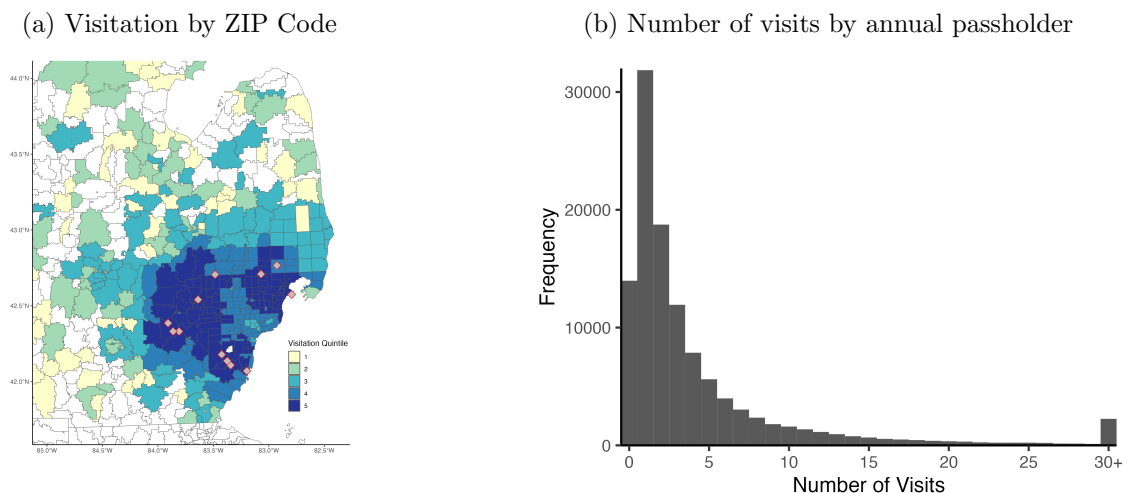 (a) Visitation by ZIP Code
44.0°N
43.5°N
43.0°N
42.5°N
42.0°N
85.0°W 84.5°W 84.0°W 83.5°W 83.0°W 82.5°W
Visitation Quintile
1
2
3
4
5
(b) Number of visits by annual passholder
Frequency
30000
20000
10000
0
0 5 10 15 20 25 30+
Number of Visits